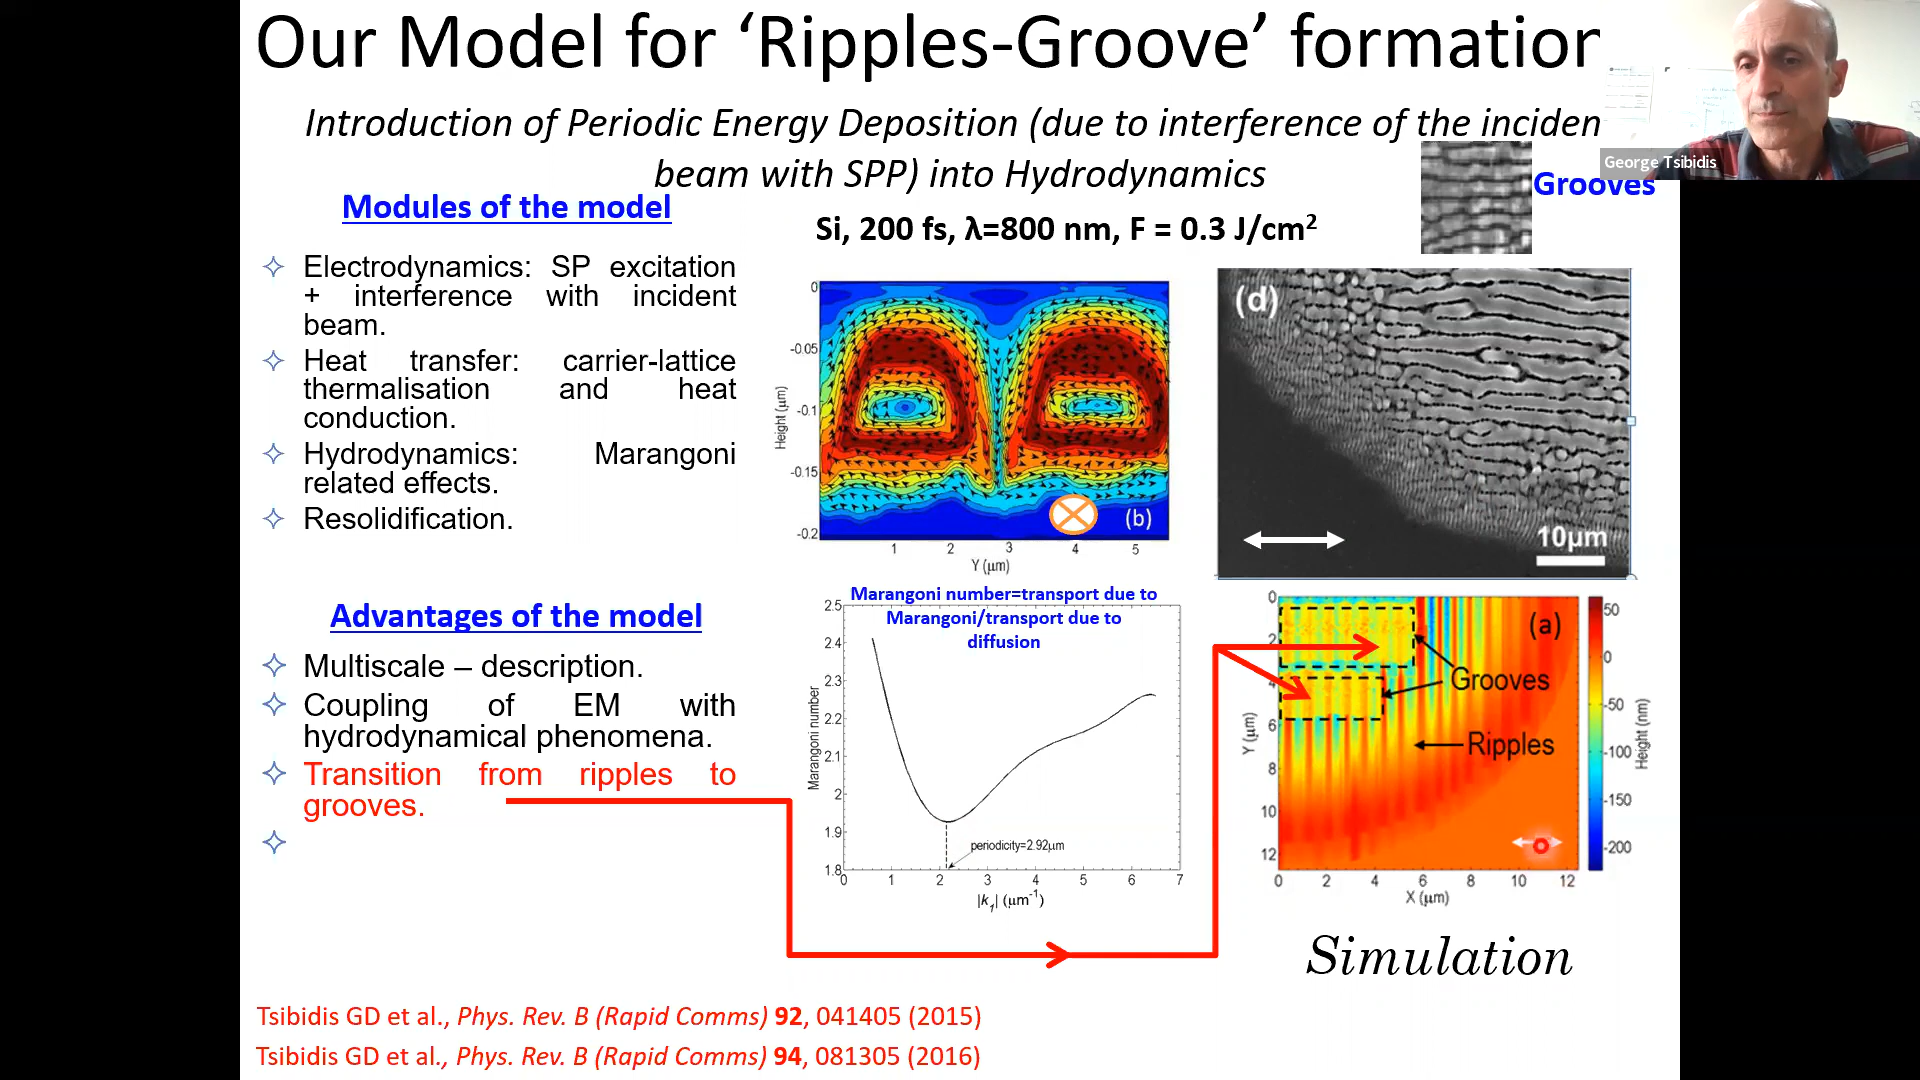 Our Model for ‘Ripples-Groove’ formation
Introduction of Periodic Energy Deposition (due to interference of the inciden
beam with SPP) into Hydrodynamics
George Tsibidis
Grooves
Modules of the model
Si, 200 fs, λ=800 nm, F = 0.3 J/cm²
Electrodynamics: SP excitation
+ interference with incident
beam.
Heat transfer: carrier-lattice
thermalisation and heat
conduction.
Hydrodynamics: Marangoni
related effects.
Resolidification.
0
-0.05
-0.1
-0.15
-0.2
Height (μm)
1 2 3 4 5
Y (μm)
(b)
(d)
10μm
Advantages of the model
Multiscale – description.
Coupling of EM with
hydrodynamical phenomena.
Transition from ripples to
grooves.
Marangoni number=transport due to
Marangoni/transport due to
diffusion
2.5
2.4
2.3
2.2
2.1
2
1.9
1.8
Marangoni number
periodicity=2.92μm
0 1 2 3 4 5 6 7
|k₁| (μm⁻¹)
(a)
Grooves
Ripples
0
2
4
6
8
10
12
Y (μm)
0 2 4 6 8 10 12
X (μm)
50
0
-50
-100
-150
-200
Height (nm)
Simulation
Tsibidis GD et al., Phys. Rev. B (Rapid Comms) 92, 041405 (2015)
Tsibidis GD et al., Phys. Rev. B (Rapid Comms) 94, 081305 (2016)